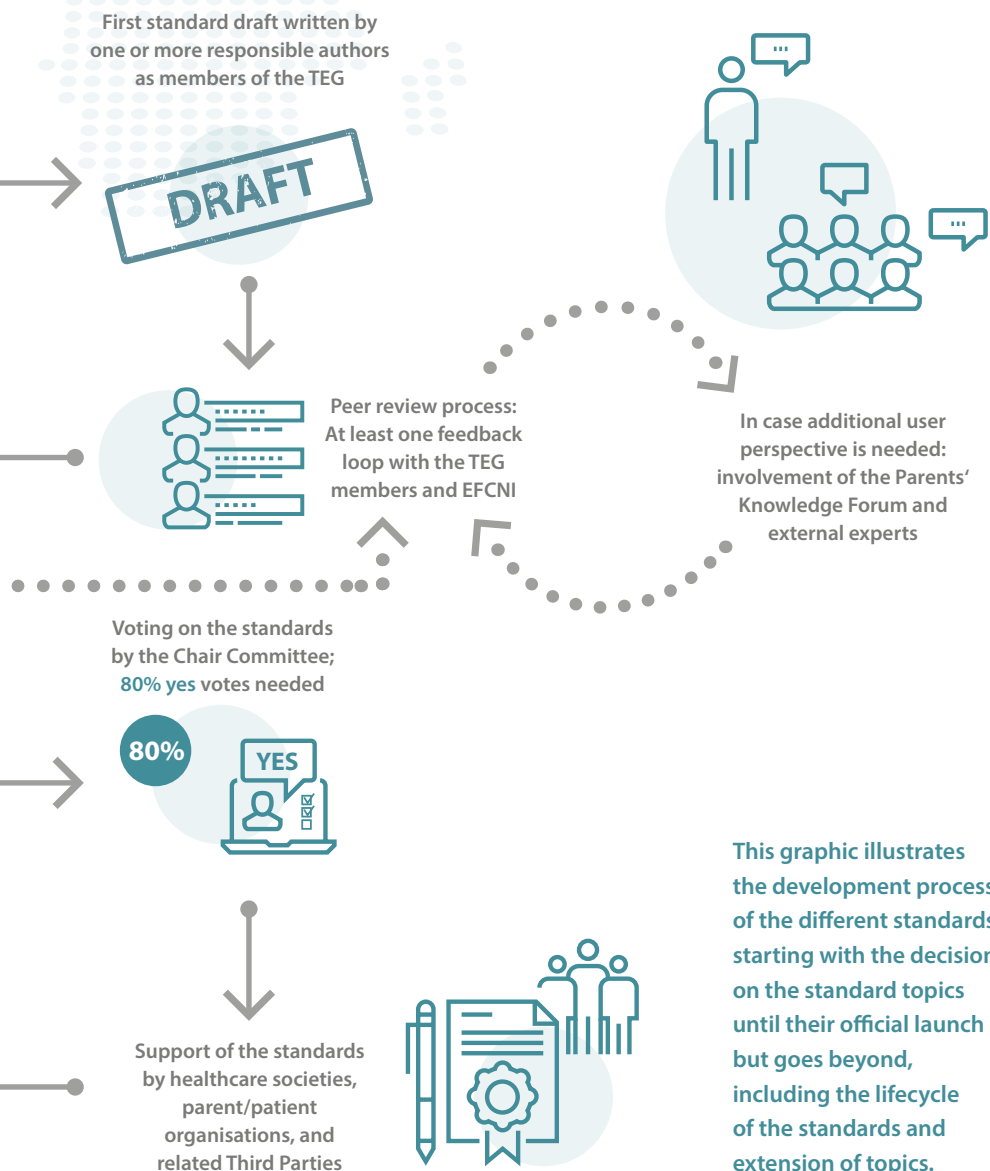 First standard draft written by
one or more responsible authors
as members of the TEG
DRAFT
Peer review process:
At least one feedback
loop with the TEG
members and EFCNI
In case additional user
perspective is needed:
involvement of the Parents‘
Knowledge Forum and
external experts
Voting on the standards
by the Chair Committee;
80% yes votes needed
80%
YES
Support of the standards
by healthcare societies,
parent/patient
organisations, and
related Third Parties
This graphic illustrates
the development process
of the different standards
starting with the decision
on the standard topics
until their official launch
but goes beyond,
including the lifecycle
of the standards and
extension of topics.